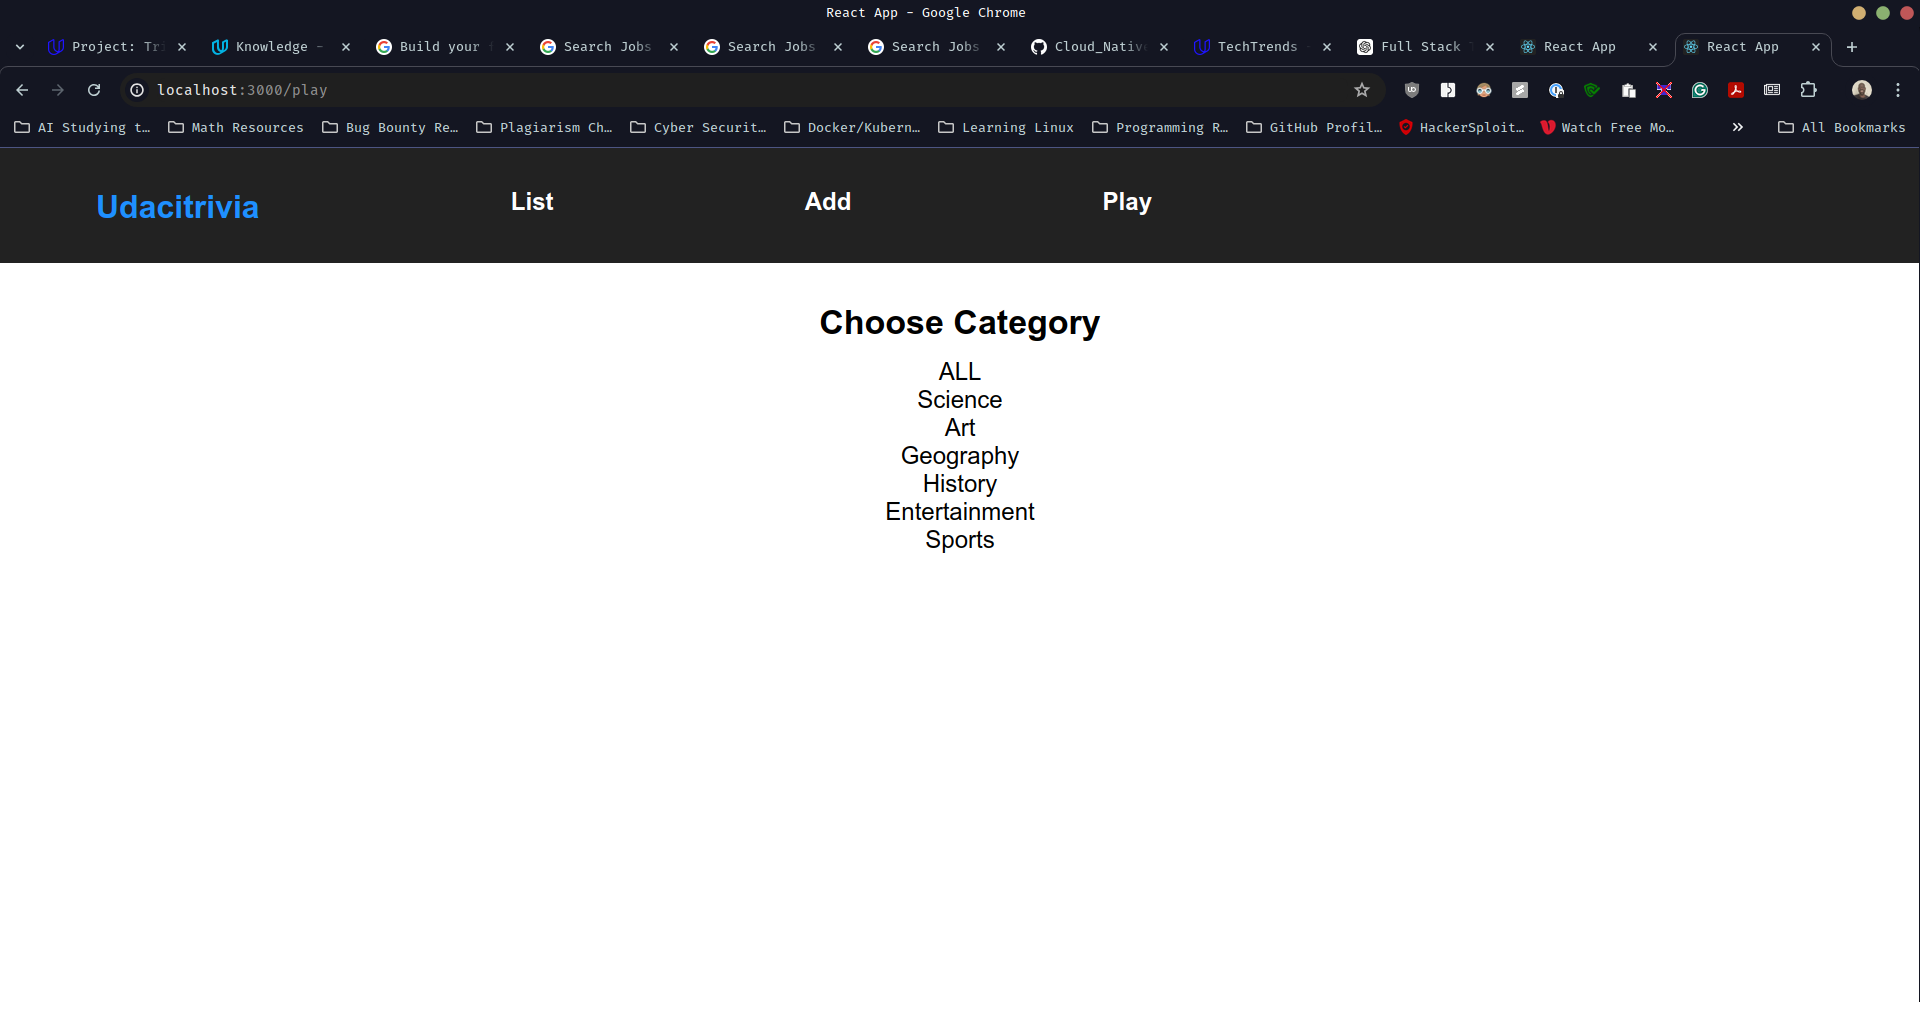 React App - Google Chrome
Project: Tri Knowledge - Build your f Search Jobs Search Jobs Search Jobs Cloud_Nativ TechTrends - Full Stack T React App React App
localhost:3000/play
AI Studying t… Math Resources Bug Bounty Re… Plagiarism Ch… Cyber Securit… Docker/Kubern… Learning Linux Programming R… GitHub Profil… HackerSploit… Watch Free Mo… » All Bookmarks
Udacitrivia List Add Play
Choose Category
ALL
Science
Art
Geography
History
Entertainment
Sports